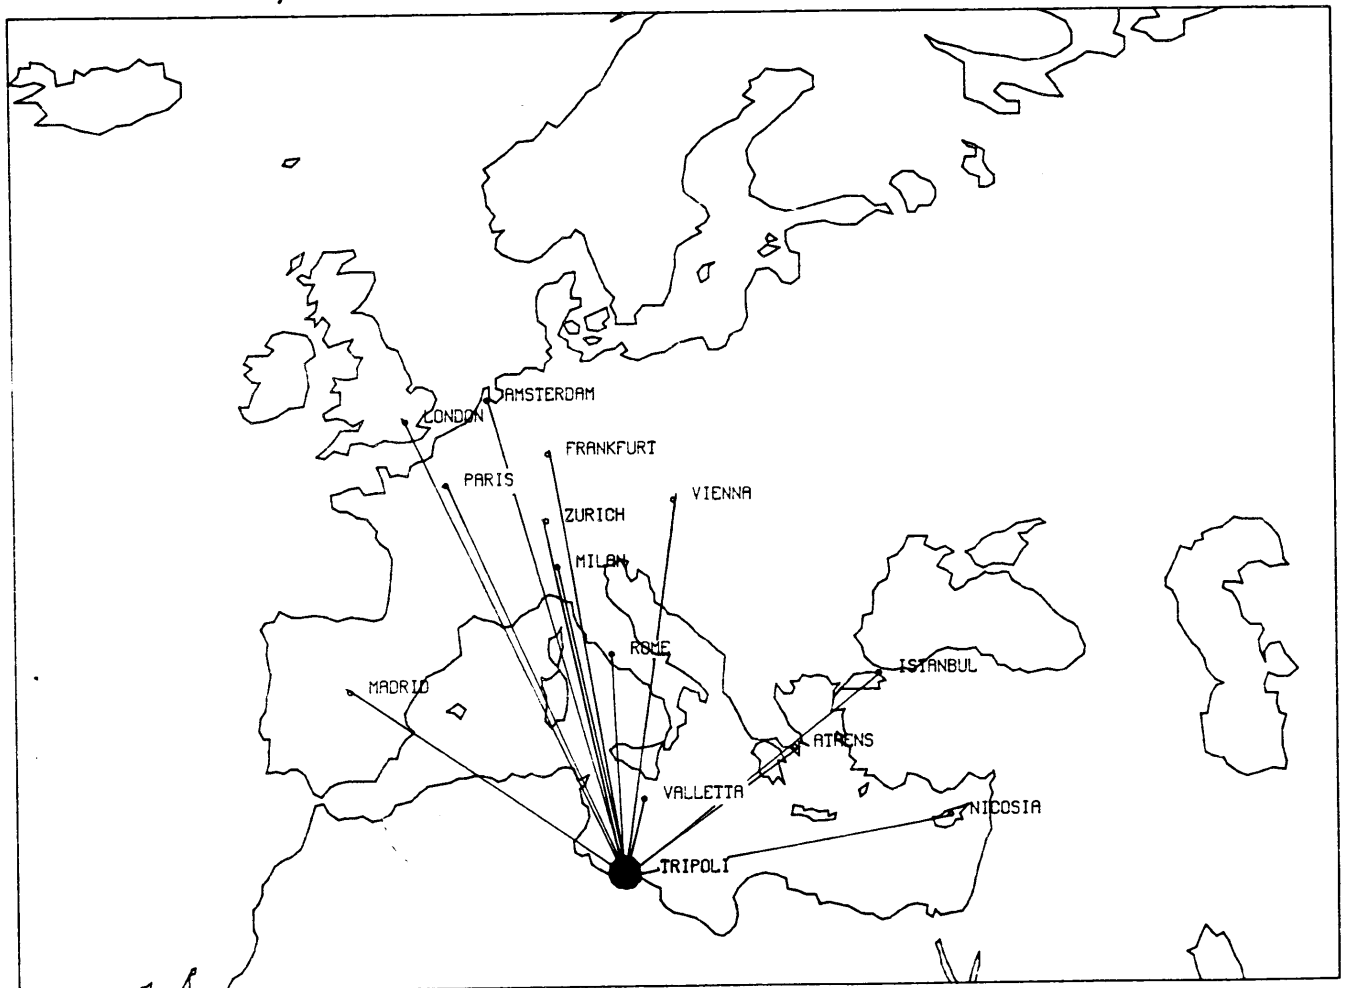 AMSTERDAM
LONDON
FRANKFURT
PARIS
VIENNA
ZURICH
MILAN
ROME
ISTANBUL
MADRID
ATHENS
VALLETTA
NICOSIA
TRIPOLI